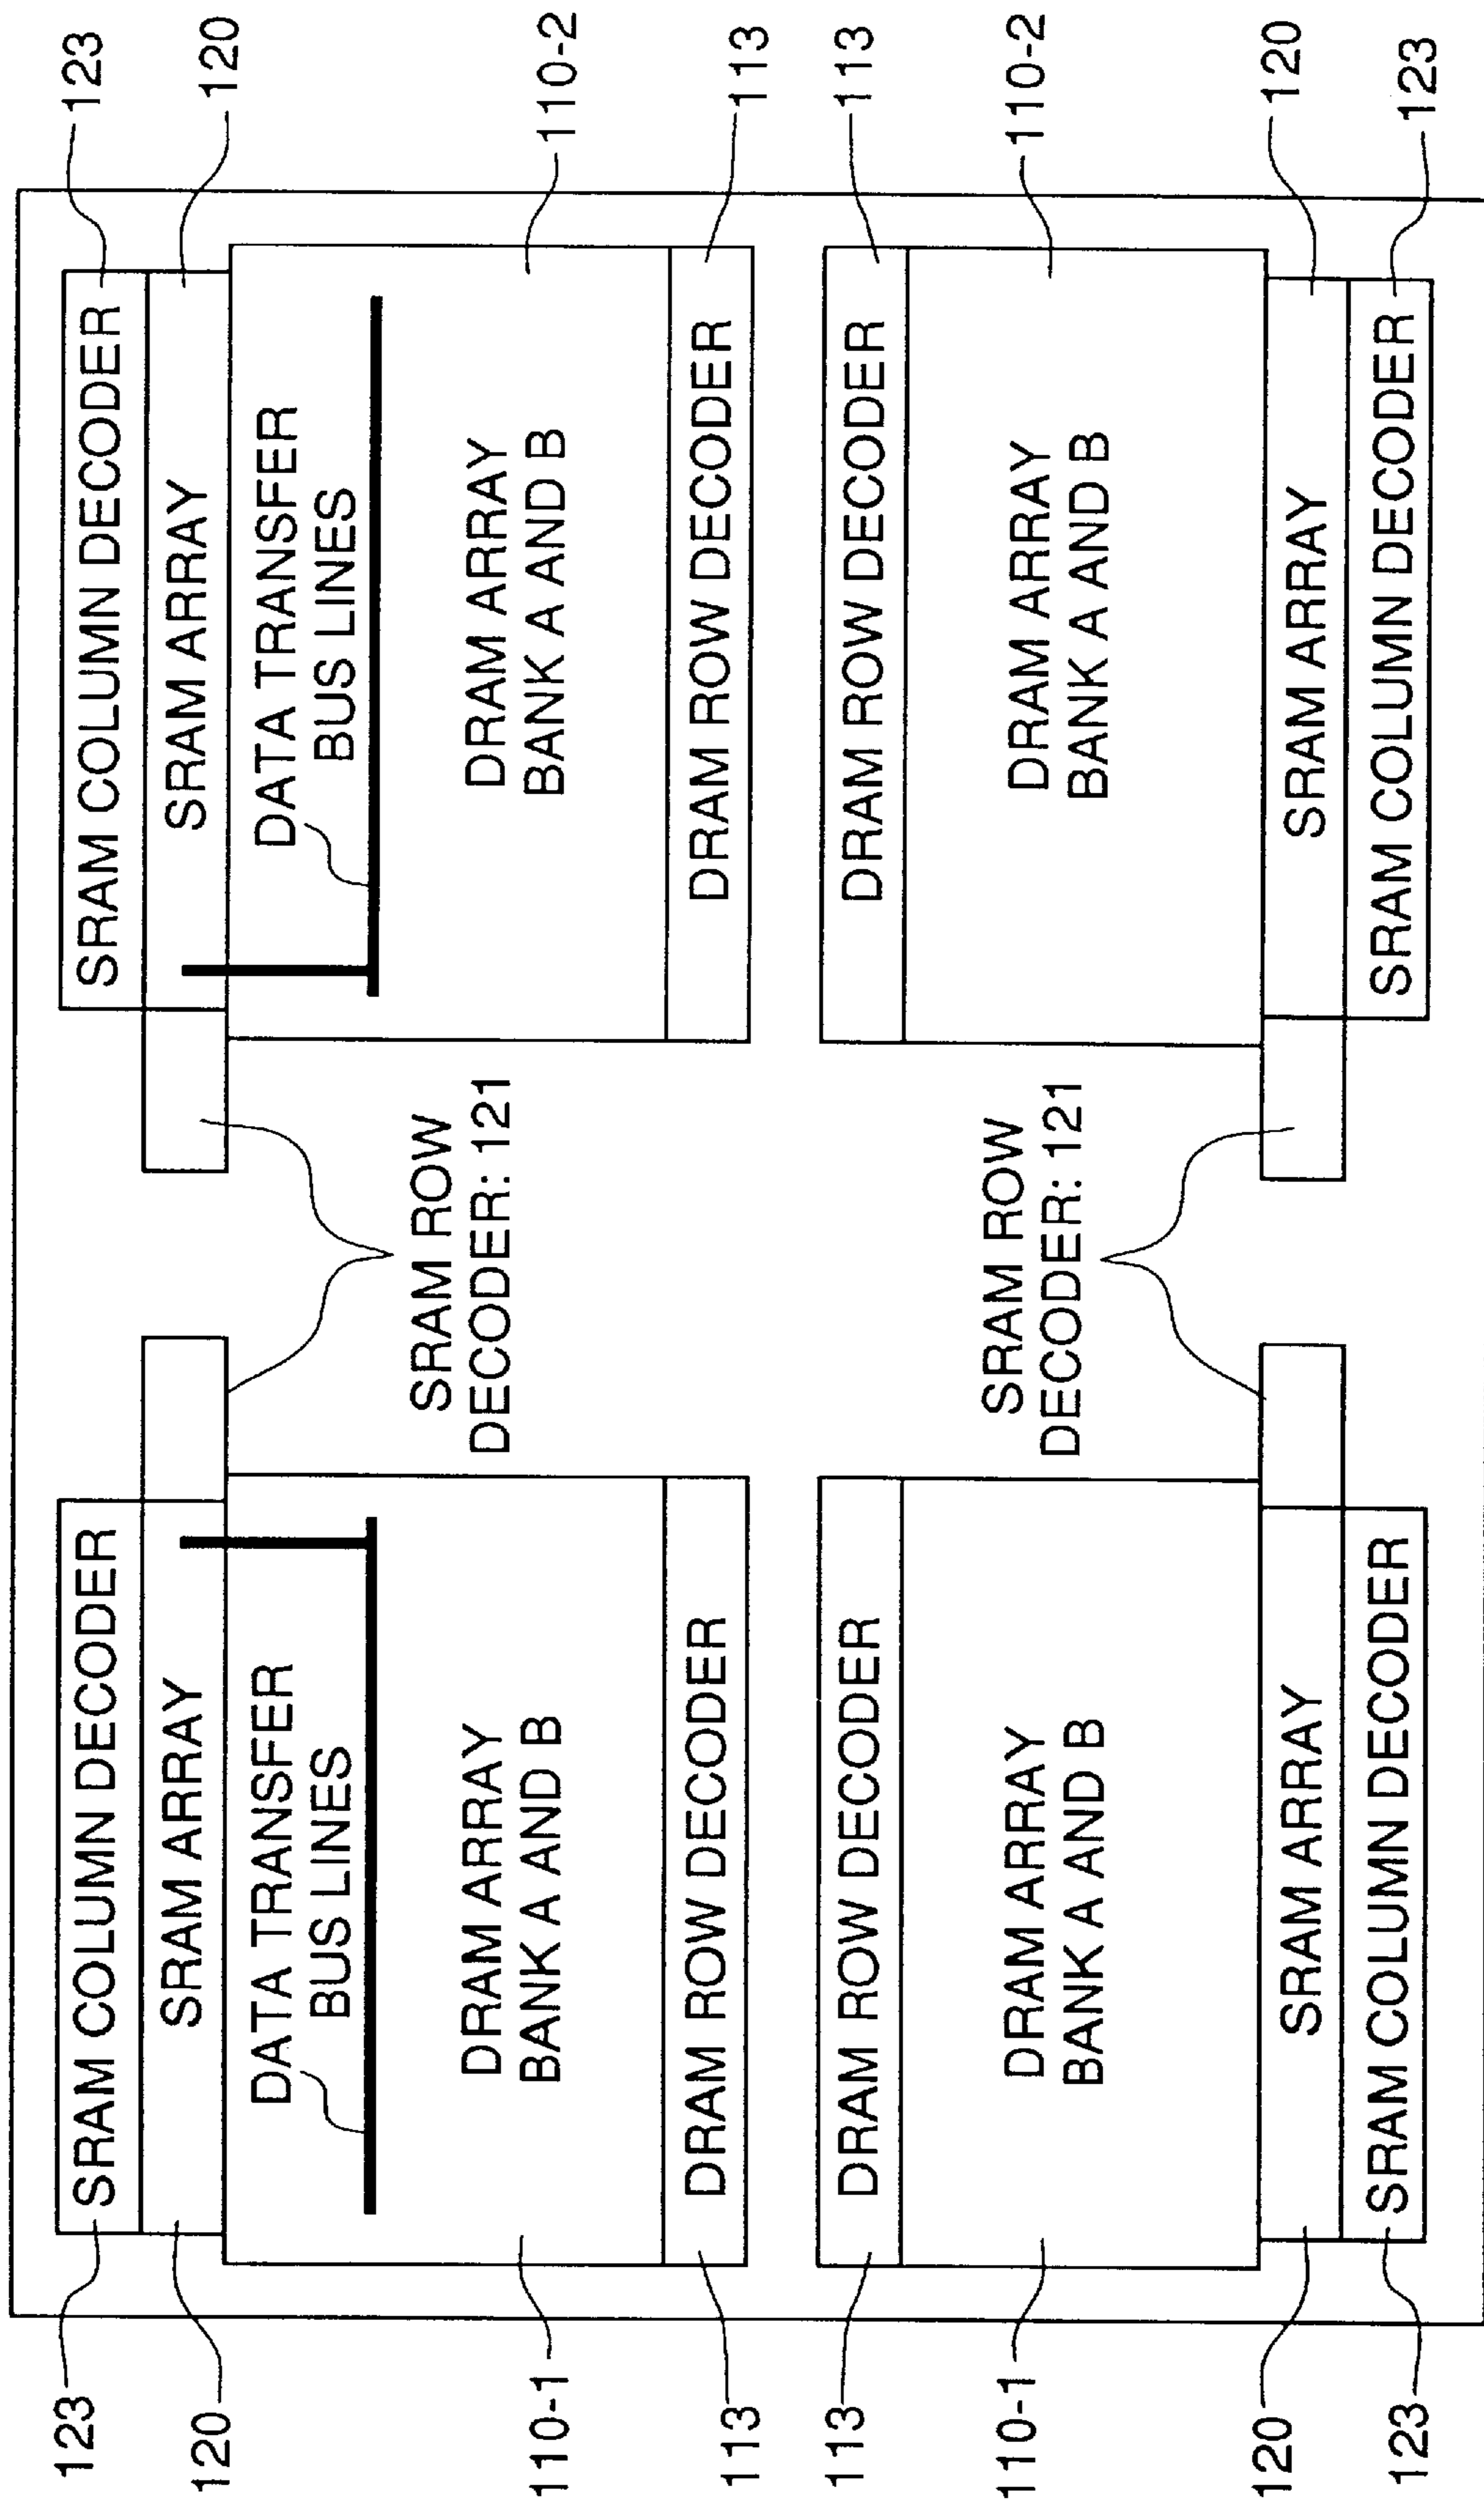 123
SRAM COLUMN DECODER
120
SRAM ARRAY
DATA TRANSFER
BUS LINES
110-1
DRAM ARRAY
BANK A AND B
113
DRAM ROW DECODER
113
DRAM ROW DECODER
110-1
DRAM ARRAY
BANK A AND B
120
SRAM ARRAY
123
SRAM COLUMN DECODER
SRAM ROW
DECODER: 121
SRAM ROW
DECODER: 121
SRAM COLUMN DECODER
123
SRAM ARRAY
120
DATA TRANSFER
BUS LINES
DRAM ARRAY
BANK A AND B
110-2
DRAM ROW DECODER
113
DRAM ROW DECODER
113
DRAM ARRAY
BANK A AND B
110-2
SRAM ARRAY
120
SRAM COLUMN DECODER
123